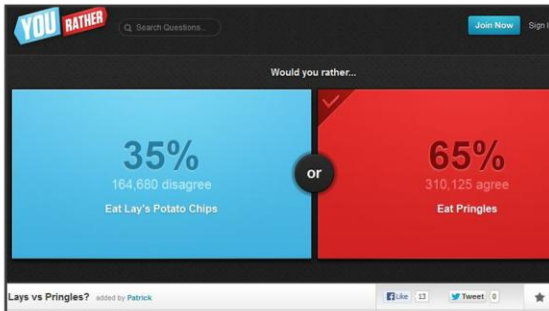 YOU RATHER
Search Questions...
Join Now
Sign
Would you rather...
35%
164,680 disagree
Eat Lay's Potato Chips
or
65%
310,125 agree
Eat Pringles
Lays vs Pringles? added by Patrick
Like 13 Tweet 0